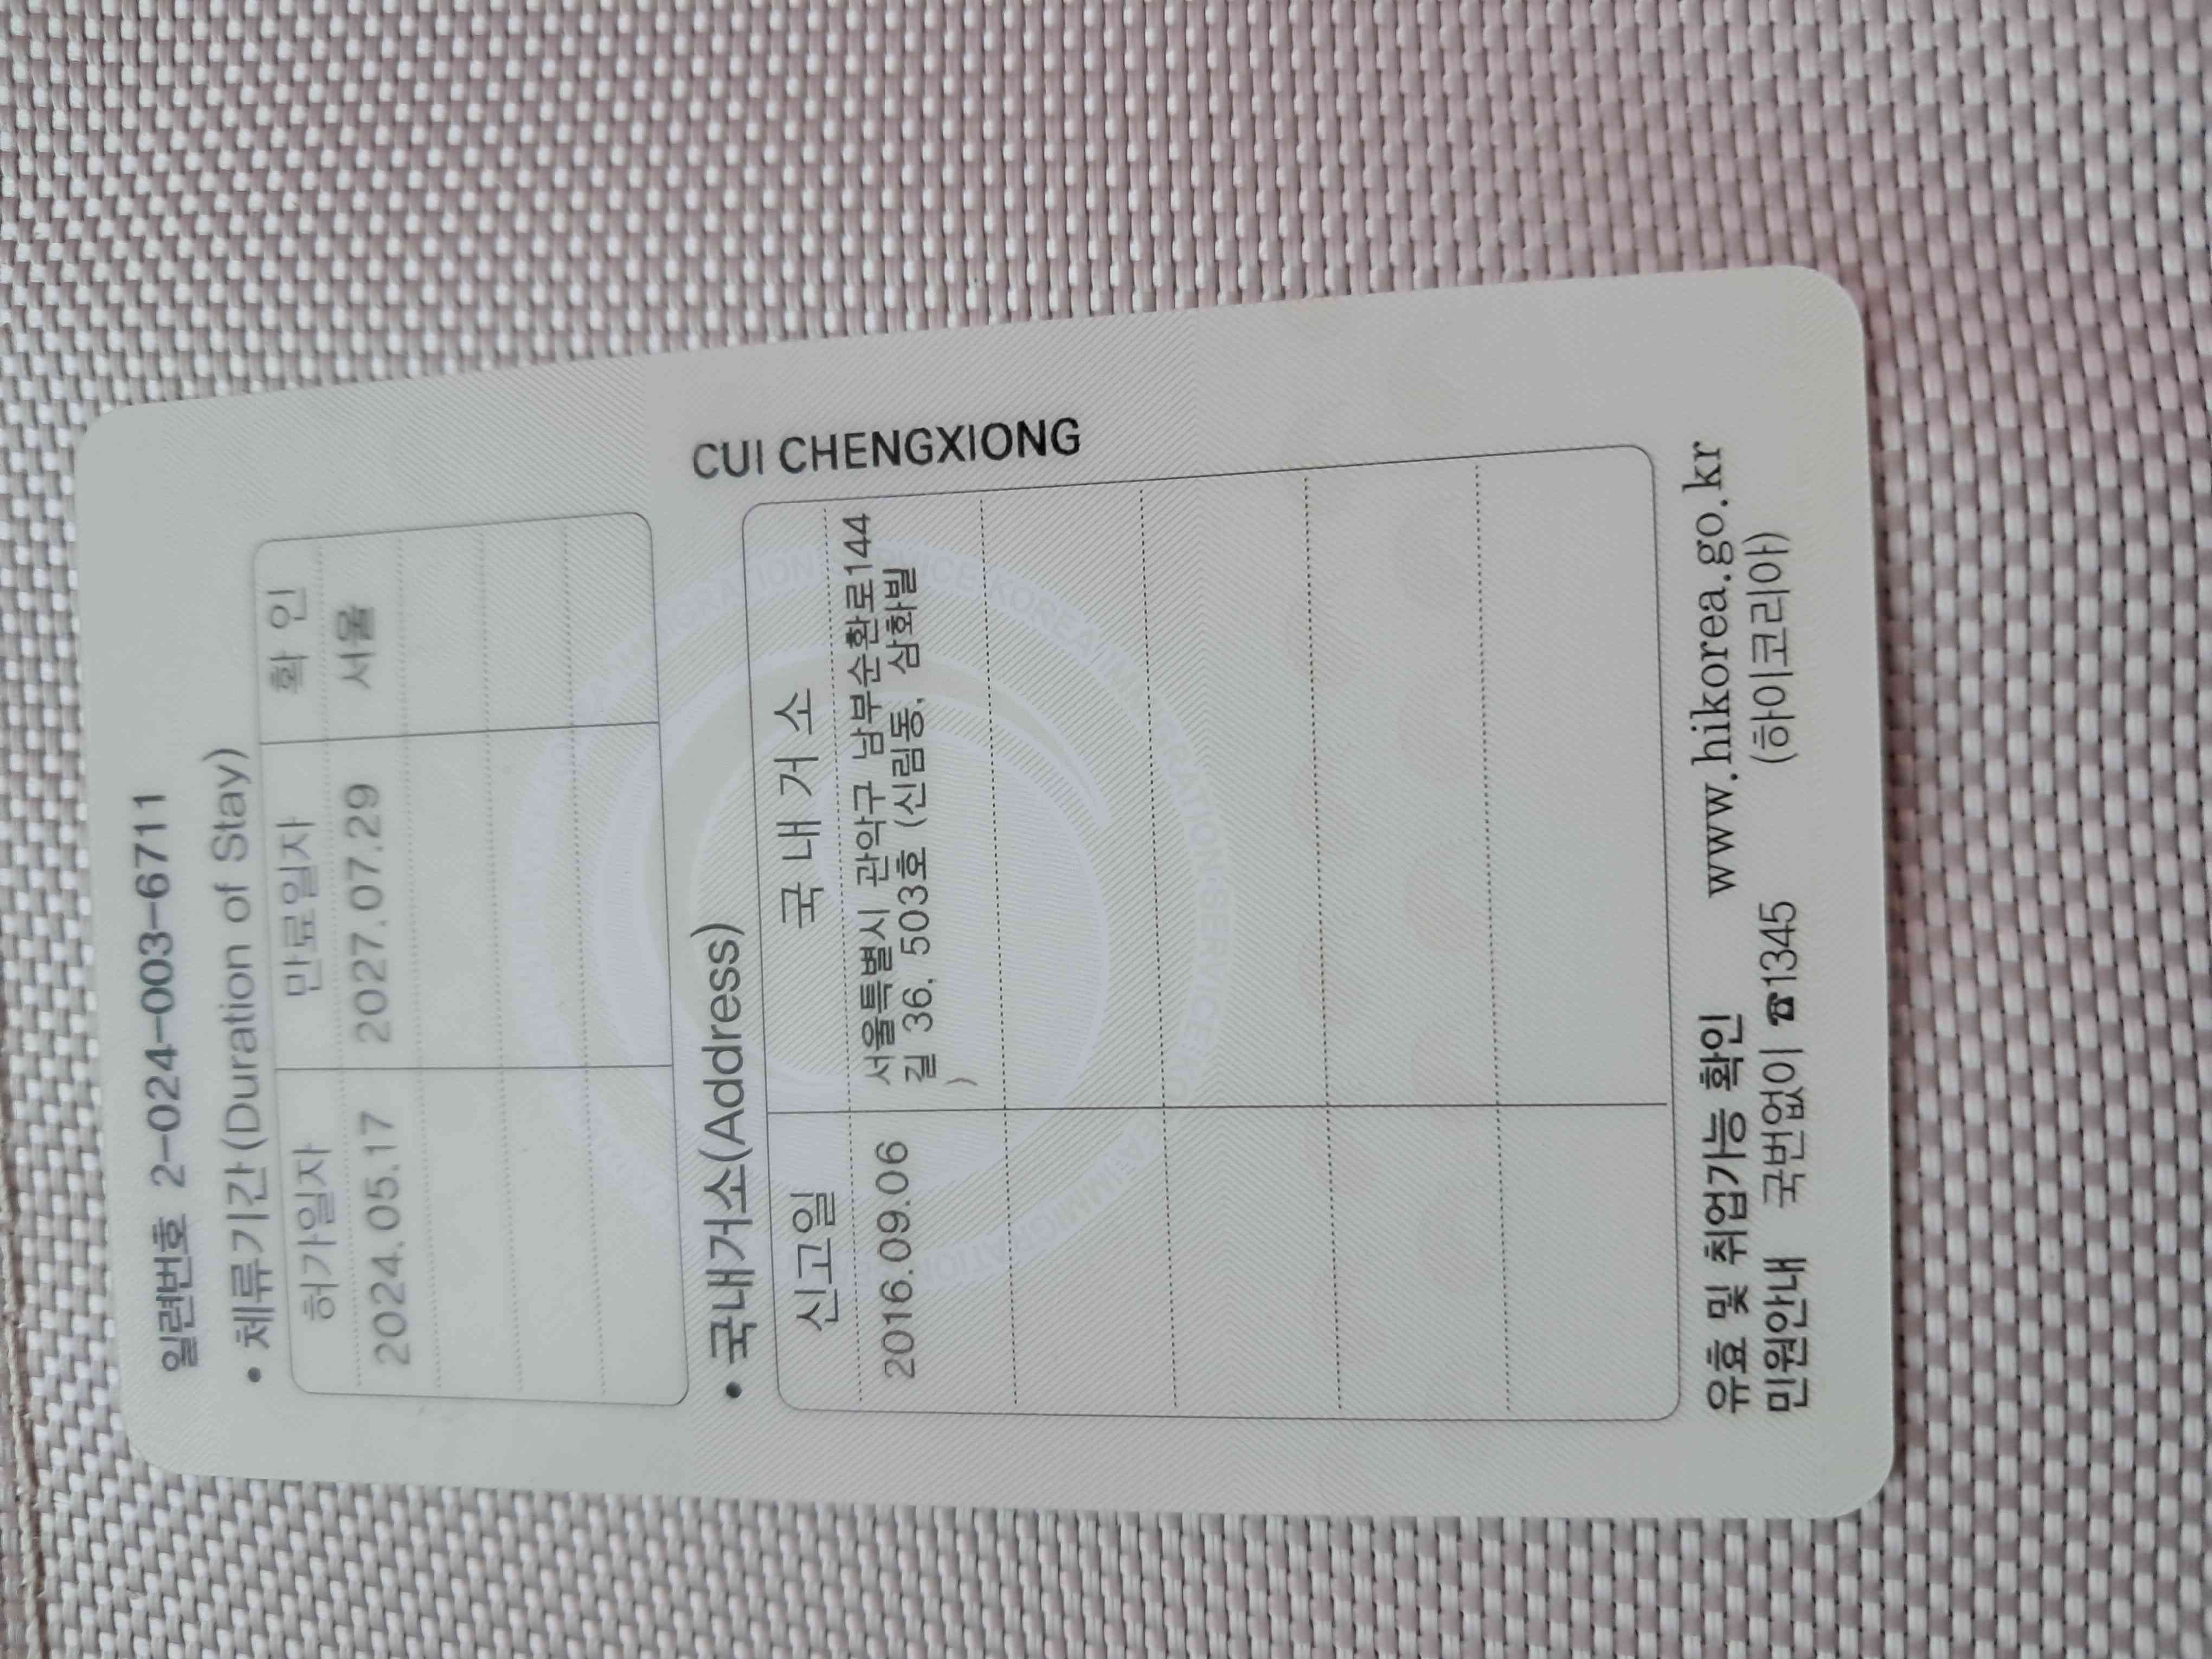 일련번호 2-024-003-6711
• 체류기간(Duration of Stay)
허가일자 만료일자 확 인
2024.05.17 2027.07.29 서울
• 국내거소(Address)
CUI CHENGXIONG
신고일 국 내 거 소
2016.09.06 서울특별시 관악구 남부순환로144
길 36, 503호 (신림동, 삼화빌
)
유효 및 취업가능 확인 www.hikorea.go.kr
민원안내 국번없이 ☎1345 (하이코리아)
KOREA IMMIGRATION SERVICE